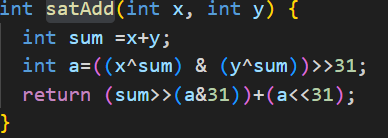 int satAdd(int x, int y) {
int sum =x+y;
int a=((x^sum) & (y^sum))>>31;
return (sum>>(a&31))+(a<<31);
}